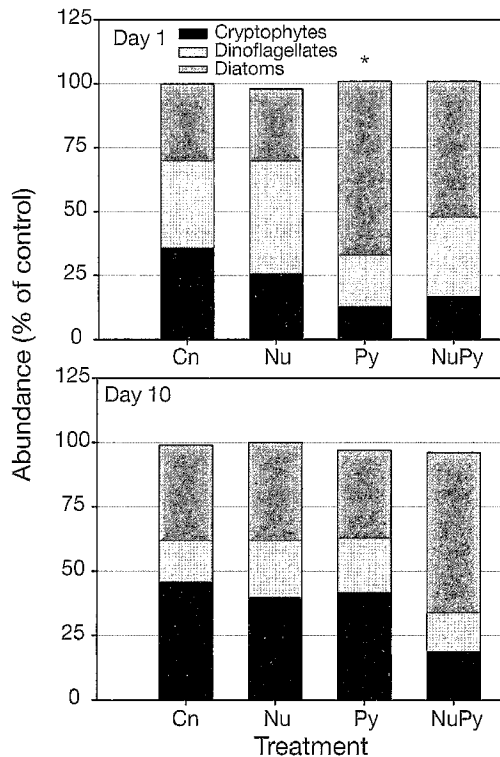 125
Day 1
Cryptophytes
Dinoflagellates
Diatoms
*
100
75
50
25
0
Cn Nu Py NuPy
Abundance (% of control)
125
Day 10
100
75
50
25
0
Cn Nu Py NuPy
Treatment